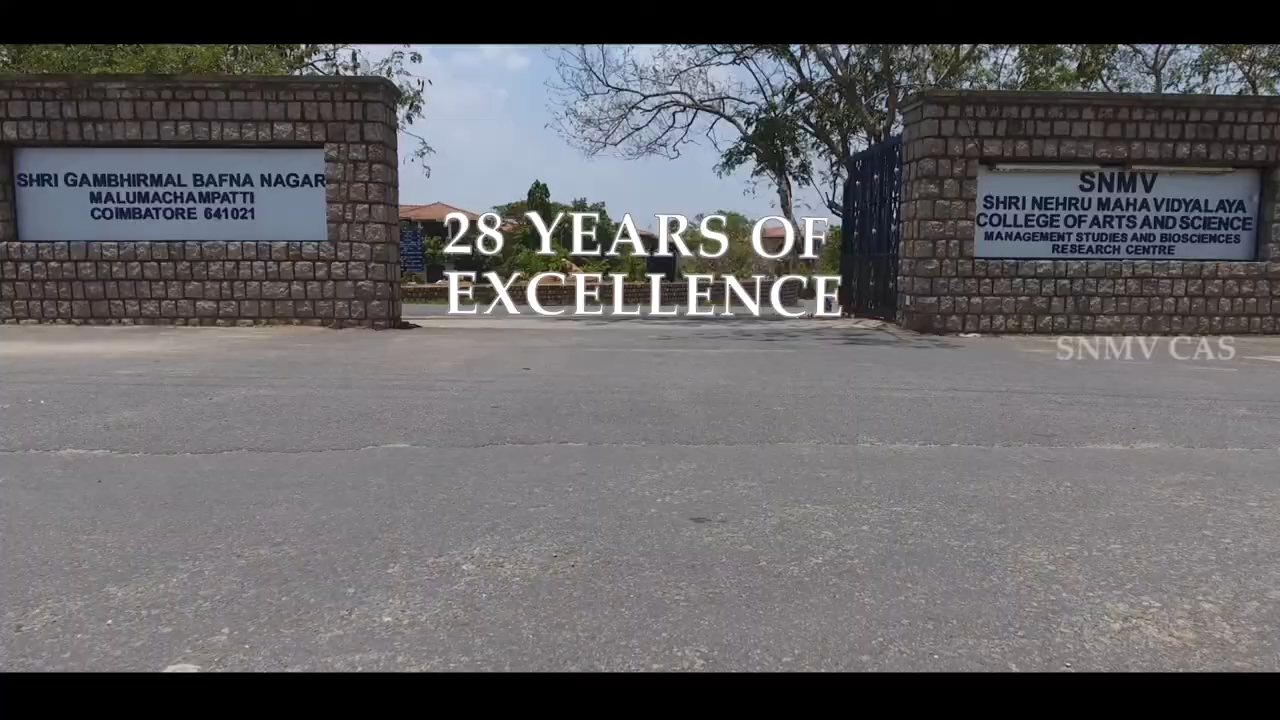 SHRI GAMBHIRMAL BAFNA NAGAR
MALUMACHAMPATTI
COIMBATORE 641021
28 YEARS OF
EXCELLENCE
SNMV
SHRI NEHRU MAHA VIDYALAYA
COLLEGE OF ARTS AND SCIENCE
MANAGEMENT STUDIES AND BIOSCIENCES
RESEARCH CENTRE
SNMV CAS